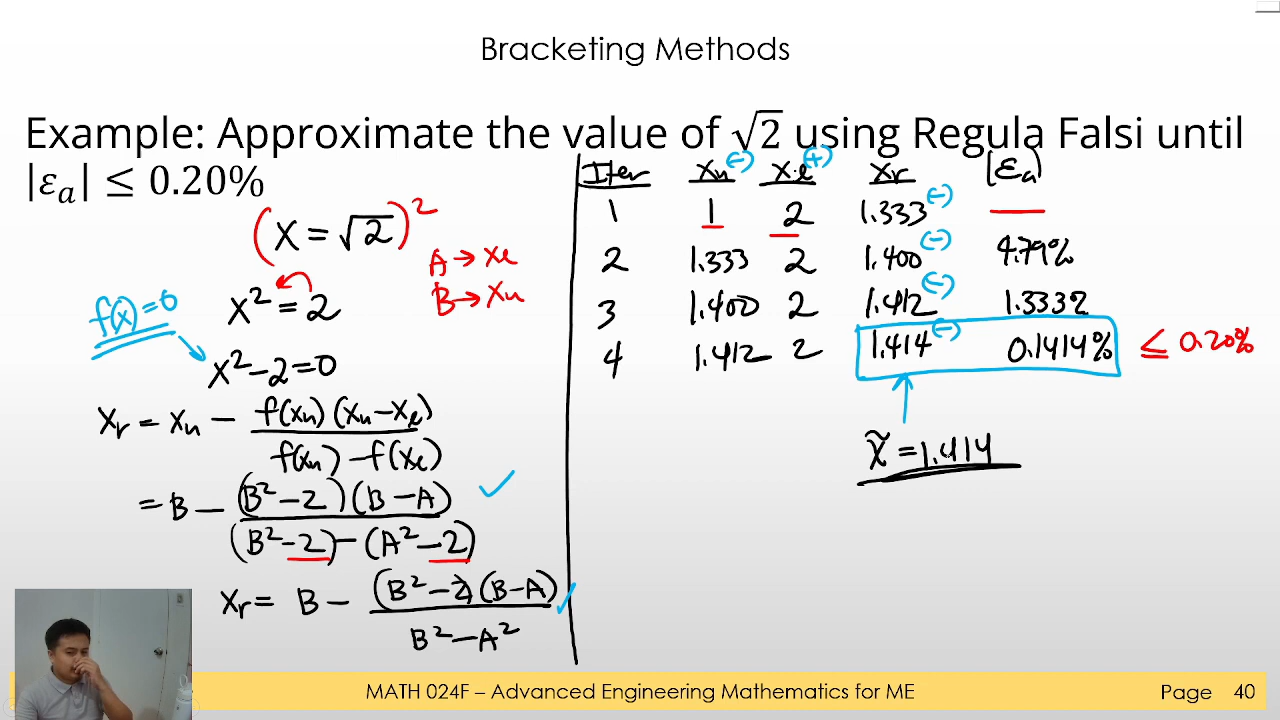 Bracketing Methods
Example: Approximate the value of √2 using Regula Falsi until
|εₐ| ≤ 0.20%
(x = √2)²
A → xₗ
B → xᵤ
f(x) = 0
x² = 2
x² − 2 = 0
xᵣ = xᵤ − f(xᵤ)(xᵤ − xₗ) / f(xᵤ) − f(xₗ)
= B − (B² − 2)(B − A) / (B² − 2) − (A² − 2)
xᵣ = B − (B² − 2)(B − A) / B² − A²
Iter xᵤ(−) xₗ(+) xᵣ |εₐ|
1 1 2 1.333(−) —
2 1.333 2 1.400(−) 4.79%
3 1.400 2 1.412(−) 1.333%
4 1.412 2 1.414(−) 0.1414% ≤ 0.20%
x̃ = 1.414
MATH 024F – Advanced Engineering Mathematics for ME
Page 40